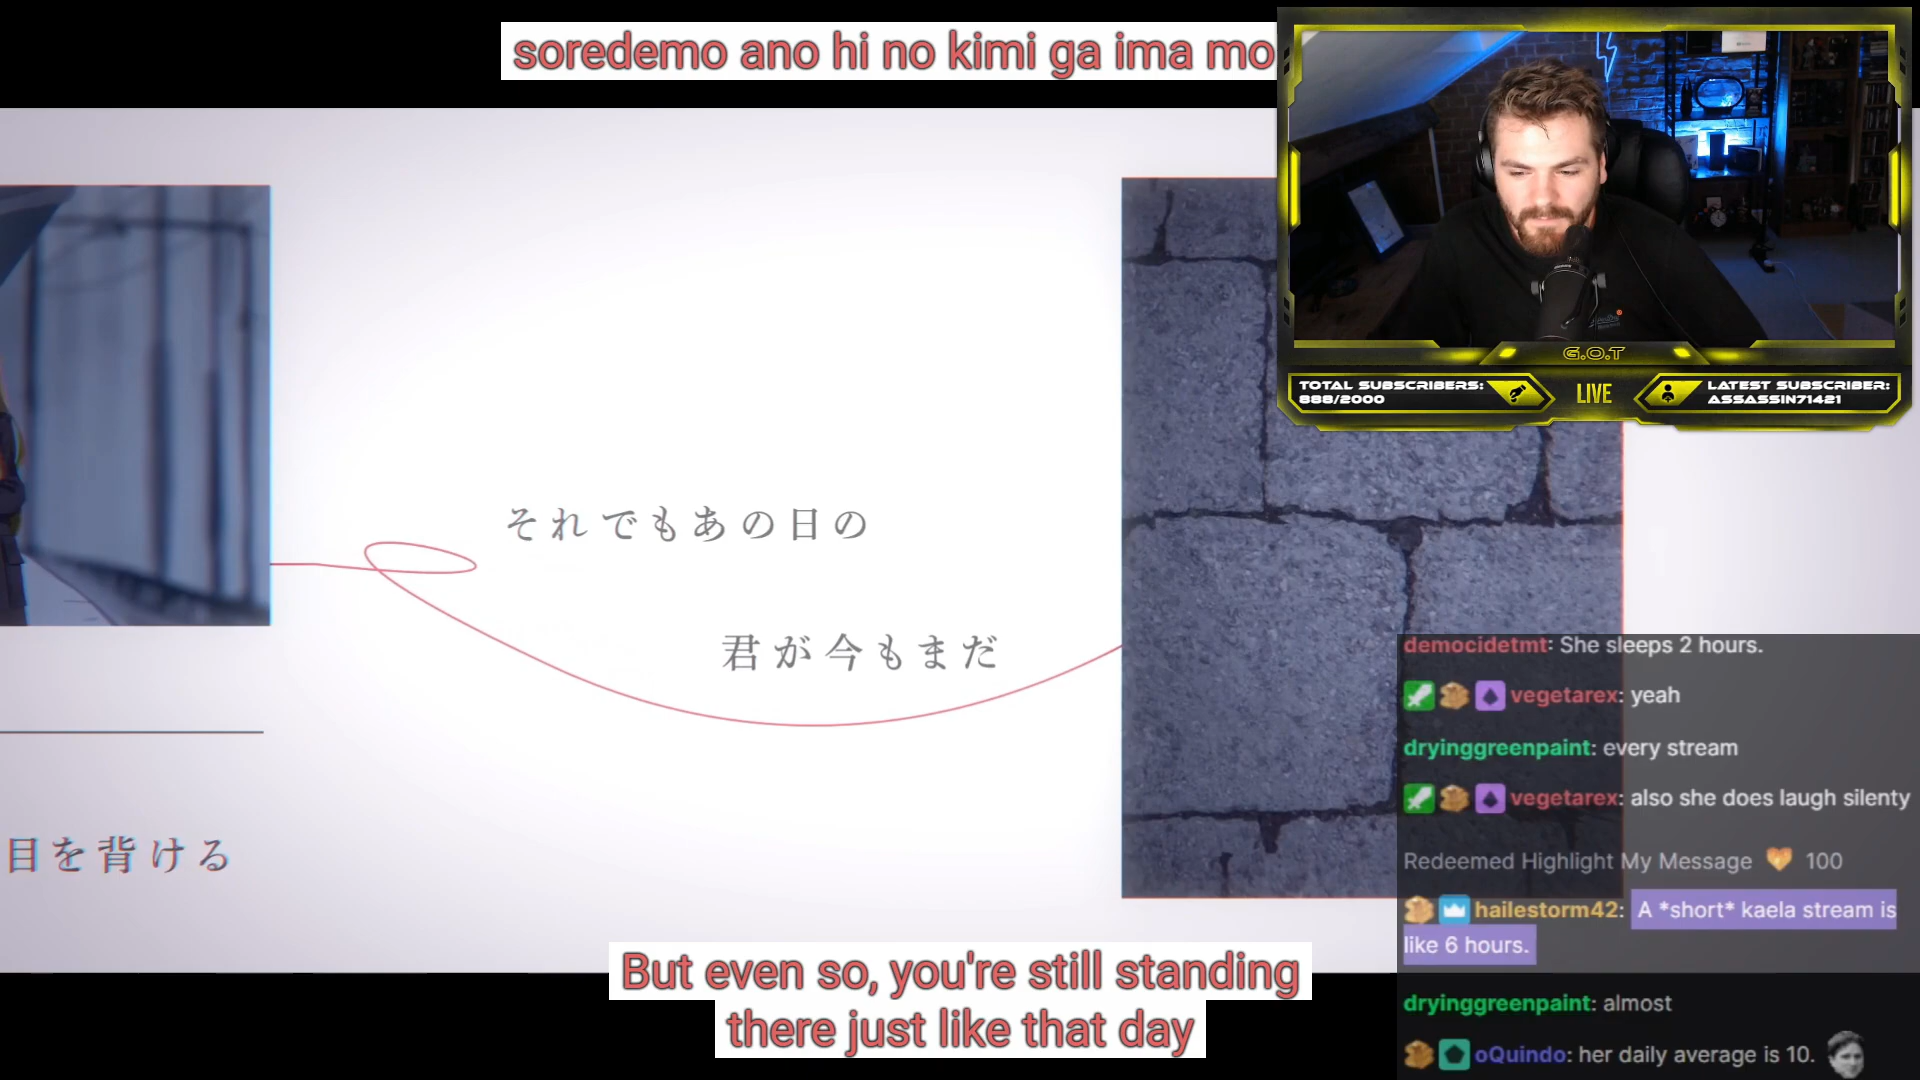 soredemo ano hi no kimi ga ima mo
それでもあの日の
君が今もまだ
目を背ける
But even so, you're still standing
there just like that day
G.O.T
TOTAL SUBSCRIBERS:
888/2000
LIVE
LATEST SUBSCRIBER:
ASSASSIN71421
democidetmt: She sleeps 2 hours.
vegetarex: yeah
dryinggreenpaint: every stream
vegetarex: also she does laugh silenty
Redeemed Highlight My Message 100
hailestorm42: A *short* kaela stream is
like 6 hours.
dryinggreenpaint: almost
oQuindo: her daily average is 10.